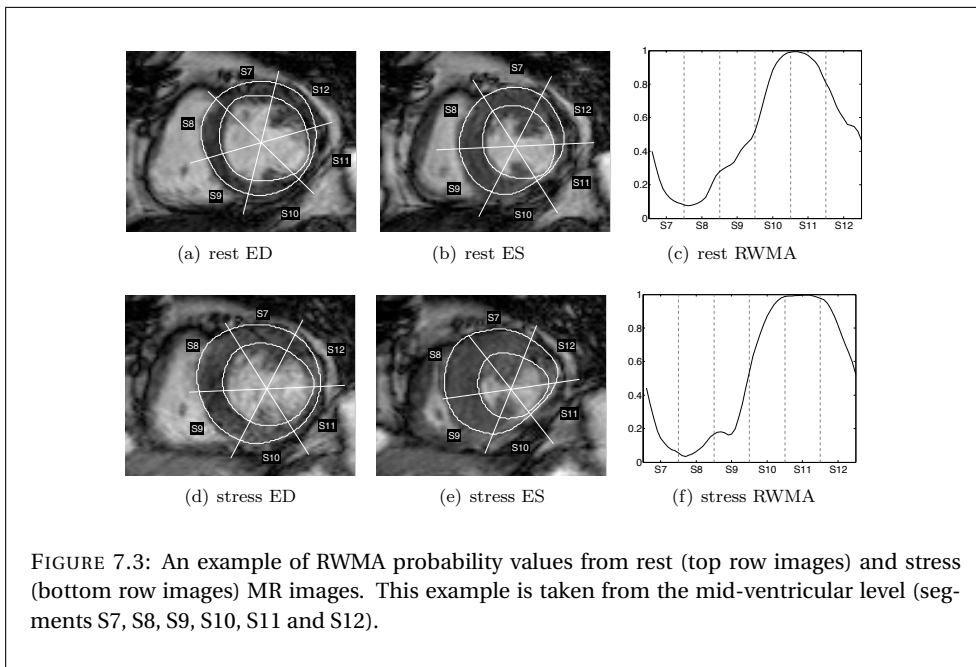 S7
S12
S8
S11
S9
S10
S7
S12
S8
S11
S9
S10
1
0.8
0.6
0.4
0.2
0
S7 S8 S9 S10 S11 S12
(a) rest ED
(b) rest ES
(c) rest RWMA
S7
S8
S12
S9
S11
S10
S7
S8
S12
S11
S9
S10
1
0.8
0.6
0.4
0.2
0
S7 S8 S9 S10 S11 S12
(d) stress ED
(e) stress ES
(f) stress RWMA
FIGURE 7.3: An example of RWMA probability values from rest (top row images) and stress
(bottom row images) MR images. This example is taken from the mid-ventricular level (seg-
ments S7, S8, S9, S10, S11 and S12).